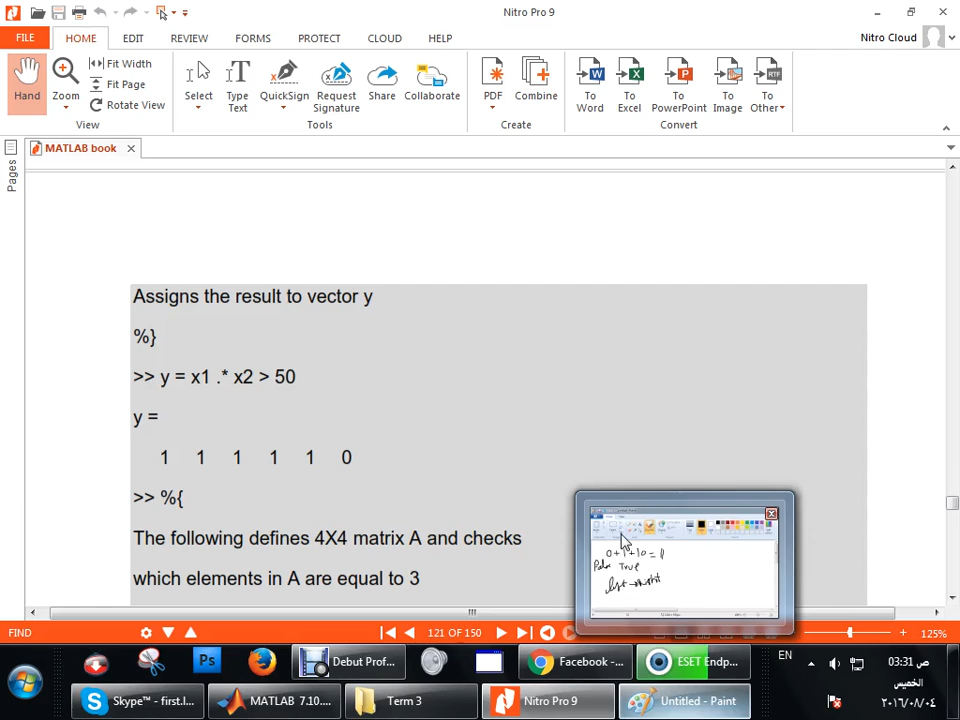 Nitro Pro 9
FILE
HOME
EDIT
REVIEW
FORMS
PROTECT
CLOUD
HELP
Nitro Cloud
Hand
Zoom
Fit Width
Fit Page
Rotate View
View
Select
Type Text
QuickSign
Request Signature
Share
Collaborate
Tools
PDF
Combine
Create
To Word
To Excel
To PowerPoint
To Image
To Other
Convert
Pages
MATLAB book
Assigns the result to vector y
%}
>> y = x1 .* x2 > 50
y =
1 1 1 1 1 0
>> %{
The following defines 4X4 matrix A and checks
which elements in A are equal to 3
0+1+10 = 11
True
FIND
121 OF 150
125%
Debut Prof...
Facebook -...
ESET Endp...
EN
03:31 ص
الخميس
٢٠١٦/٠٨/٠٤
Skype™ - first.l...
MATLAB 7.10....
Term 3
Nitro Pro 9
Untitled - Paint